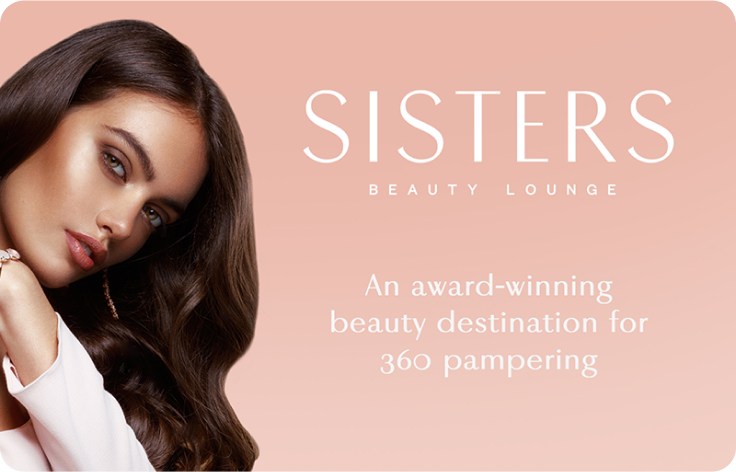 SISTERS
BEAUTY LOUNGE
An award-winning
beauty destination for
360 pampering